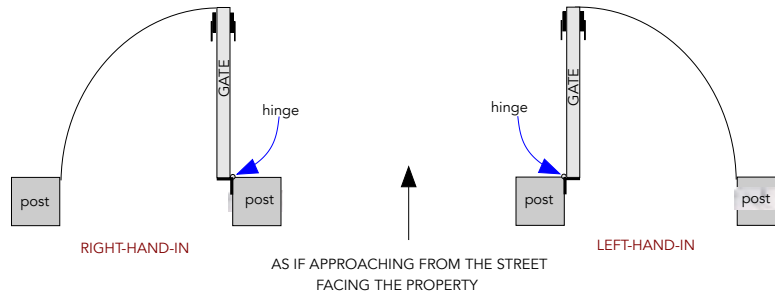 GATE
hinge
post
post
RIGHT-HAND-IN
GATE
hinge
post
post
LEFT-HAND-IN
AS IF APPROACHING FROM THE STREET
FACING THE PROPERTY